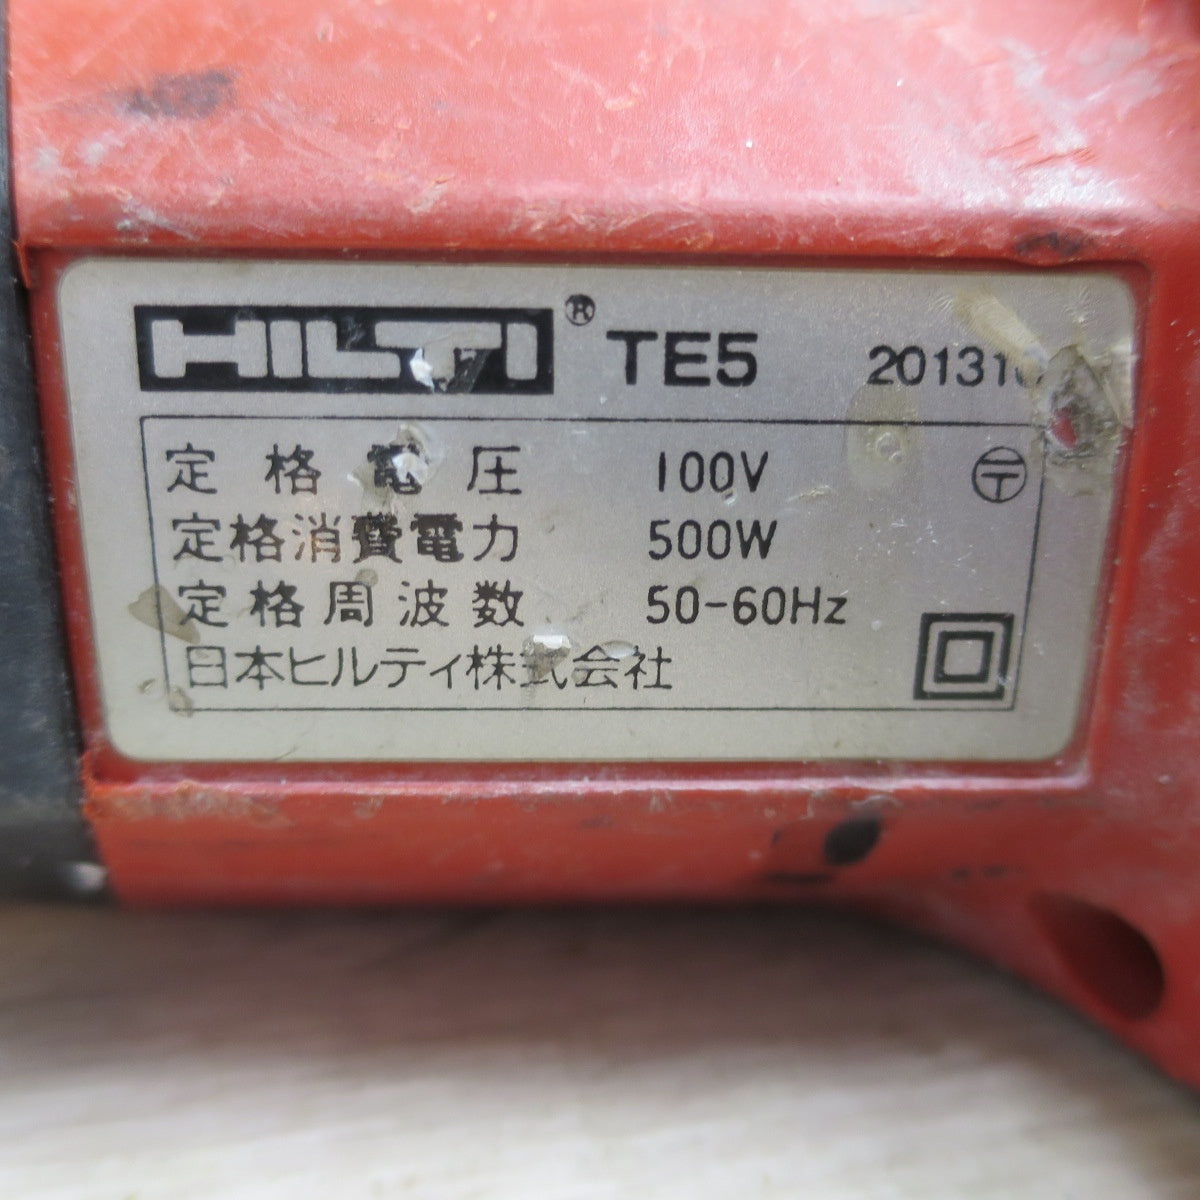 HILTI® TE5
定格電圧 100V
定格消費電力 500W
定格周波数 50-60Hz
日本ヒルティ株式会社